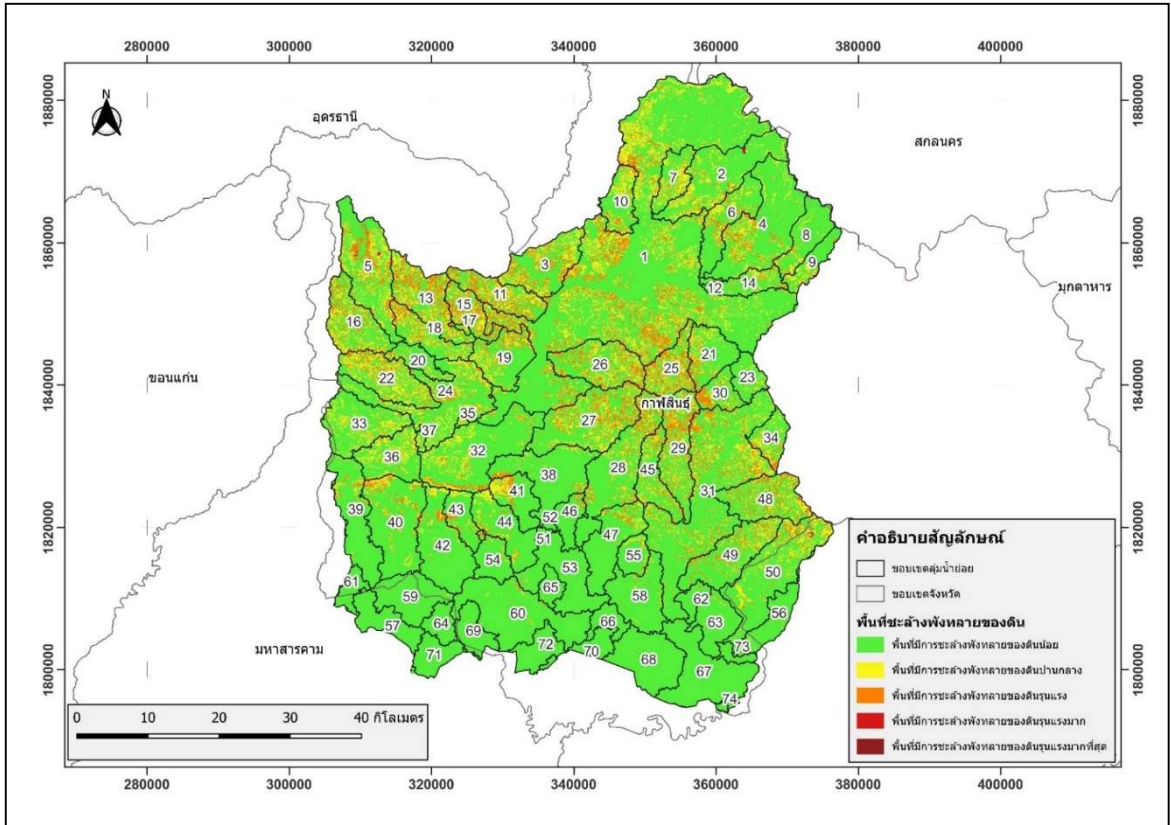 280000 300000 320000 340000 360000 380000 400000
1880000 1880000
N
อุดรธานี
สกลนคร
7 2
10 6 4
8
1860000 1860000
5 3 1 9
12 14
มุกดาหาร
13 15 11
16 18 17
20 19 21
26 25 23
ขอนแก่น
22 24 30
1840000 1840000
กาฬสินธุ์
33 37 35 27 34
36 32 29
38 28 45
41 31 48
39 40 43 44 52 46
1820000 1820000
42 51 47 49
54 53 55 50
61 59 65 58 62
57 64 60 66 63 56
69 72 70 73
มหาสารคาม
71 68 67
1800000 1800000
74
คำอธิบายสัญลักษณ์
ขอบเขตลุ่มน้ำย่อย
ขอบเขตจังหวัด
พื้นที่ชะล้างพังทลายของดิน
พื้นที่มีการชะล้างพังทลายของดินน้อย
พื้นที่มีการชะล้างพังทลายของดินปานกลาง
พื้นที่มีการชะล้างพังทลายของดินรุนแรง
พื้นที่มีการชะล้างพังทลายของดินรุนแรงมาก
พื้นที่มีการชะล้างพังทลายของดินรุนแรงมากที่สุด
0 10 20 30 40 กิโลเมตร
280000 300000 320000 340000 360000 380000 400000